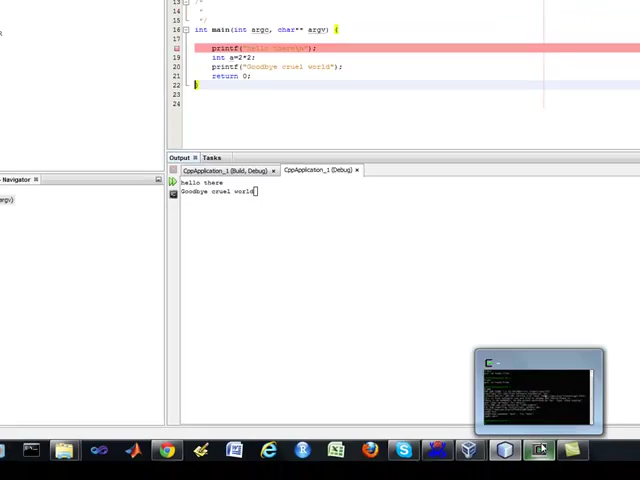 13 /*
14 *
15 */
16 int main(int argc, char** argv) {
17
printf("hello there\n");
19 int a=2*2;
20 printf("Goodbye cruel world");
21 return 0;
22 }
23
24
Output Tasks
Navigator
CppApplication_1 (Build, Debug) CppApplication_1 (Debug)
hello there
argv)
Goodbye cruel world